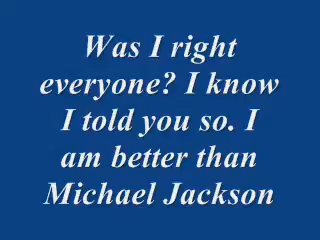 Was I right
everyone? I know
I told you so. I
am better than
Michael Jackson